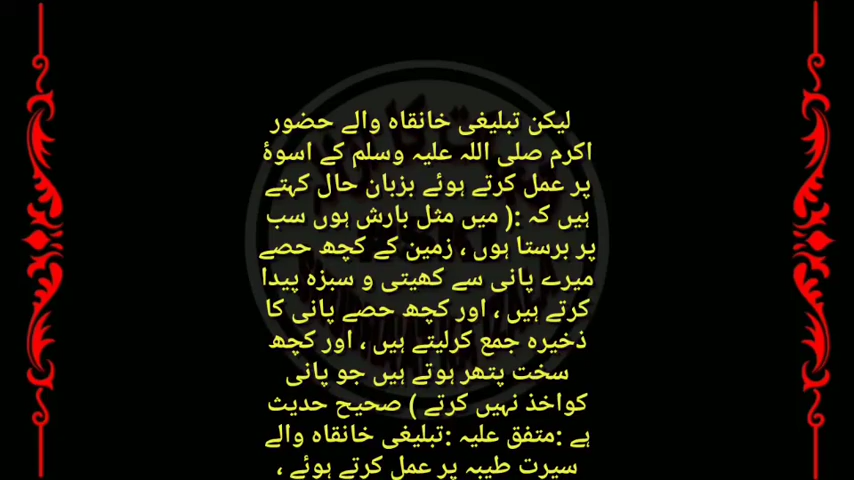 لیکن تبلیغی خانقاہ والے حضور
اکرم صلی اللہ علیہ وسلم کے اسوۂ
پر عمل کرتے ہوئے بزبان حال کہتے
ہیں کہ :( میں مثل بارش ہوں سب
پر برستا ہوں ، زمین کے کچھ حصے
میرے پانی سے کھیتی و سبزہ پیدا
کرتے ہیں ، اور کچھ حصے پانی کا
ذخیرہ جمع کرلیتے ہیں ، اور کچھ
سخت پتھر ہوتے ہیں جو پانی
کواخذ نہیں کرتے ) صحیح حدیث
ہے :متفق علیہ :تبلیغی خانقاہ والے
سیرت طیبہ پر عمل کرتے ہوئے ،